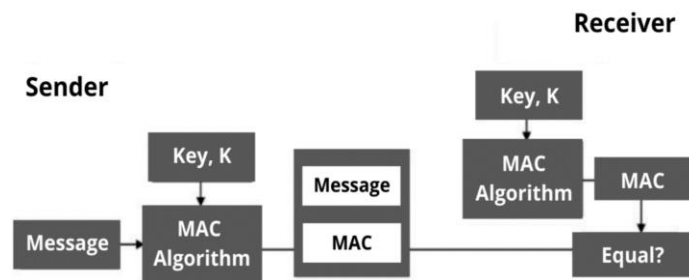 Receiver
Sender
Key, K
Key, K
MAC
Algorithm
MAC
Message
Message
MAC
Algorithm
MAC
Equal?